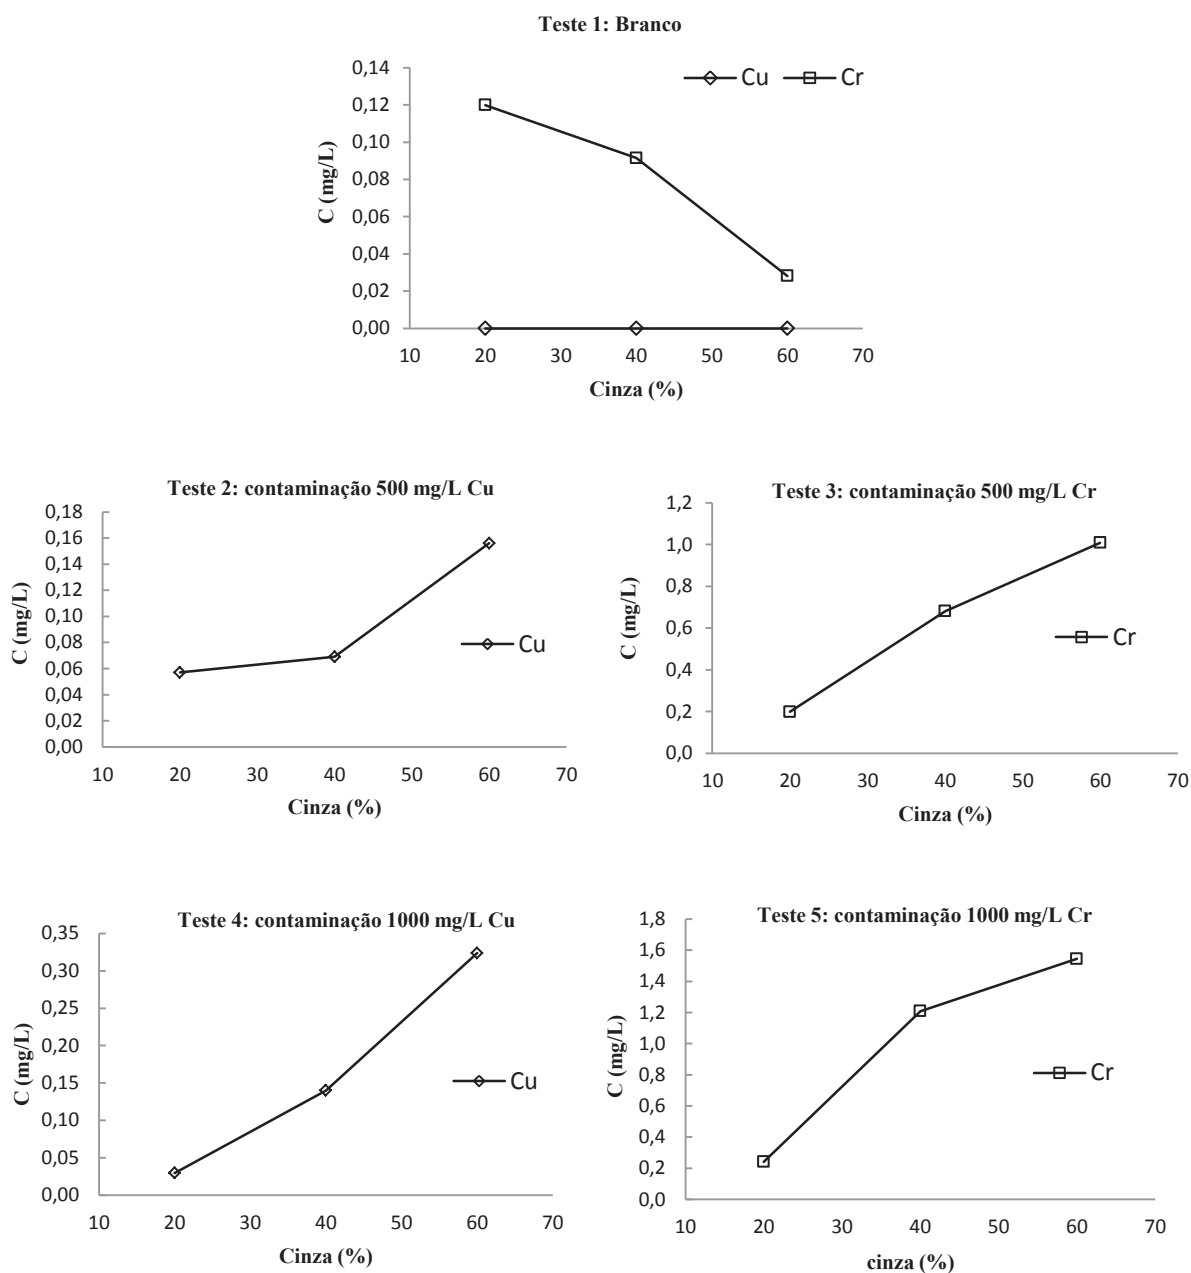 Teste 1: Branco
Cu
Cr
C (mg/L)
0,14
0,12
0,10
0,08
0,06
0,04
0,02
0,00
10 20 30 40 50 60 70
Cinza (%)
Teste 2: contaminação 500 mg/L Cu
C (mg/L)
0,18
0,16
0,14
0,12
0,10
0,08
0,06
0,04
0,02
0,00
Cu
10 20 30 40 50 60 70
Cinza (%)
Teste 3: contaminação 500 mg/L Cr
C (mg/L)
1,2
1,0
0,8
0,6
0,4
0,2
0,0
Cr
10 20 30 40 50 60 70
Cinza (%)
Teste 4: contaminação 1000 mg/L Cu
C (mg/L)
0,35
0,30
0,25
0,20
0,15
0,10
0,05
0,00
Cu
10 20 30 40 50 60 70
Cinza (%)
Teste 5: contaminação 1000 mg/L Cr
C (mg/L)
1,8
1,6
1,4
1,2
1,0
0,8
0,6
0,4
0,2
0,0
Cr
10 20 30 40 50 60 70
cinza (%)